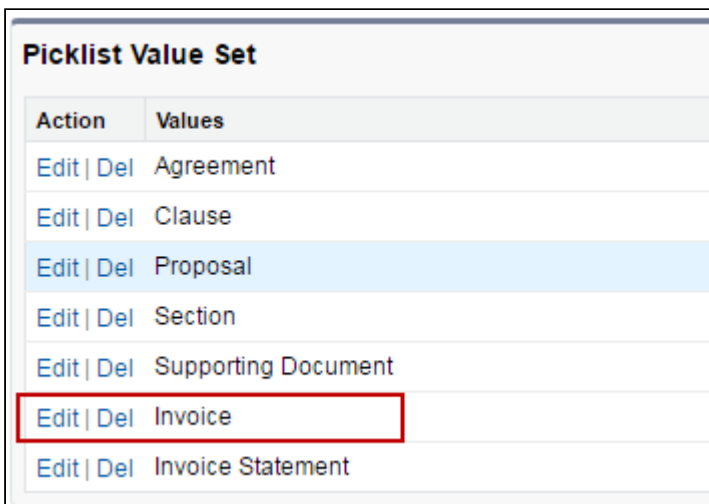 Picklist Value Set
Action Values
Edit | Del Agreement
Edit | Del Clause
Edit | Del Proposal
Edit | Del Section
Edit | Del Supporting Document
Edit | Del Invoice
Edit | Del Invoice Statement